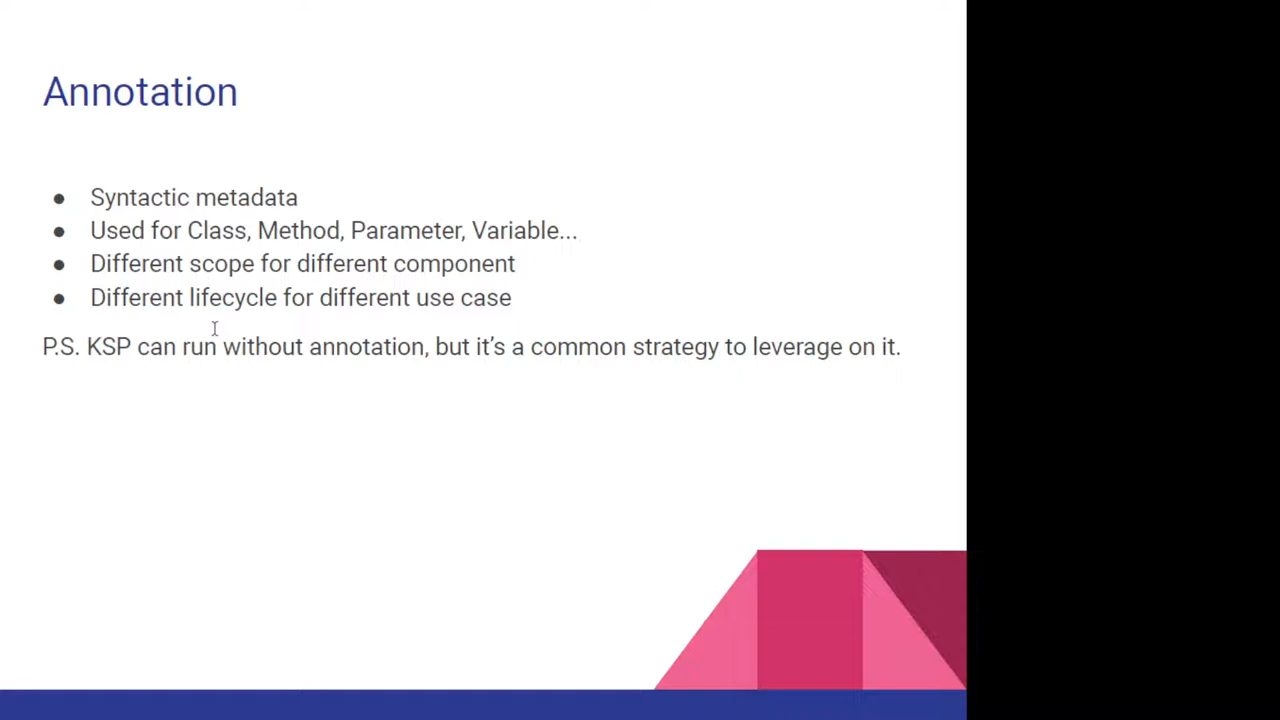 Annotation
● Syntactic metadata
● Used for Class, Method, Parameter, Variable...
● Different scope for different component
● Different lifecycle for different use case
P.S. KSP can run without annotation, but it’s a common strategy to leverage on it.